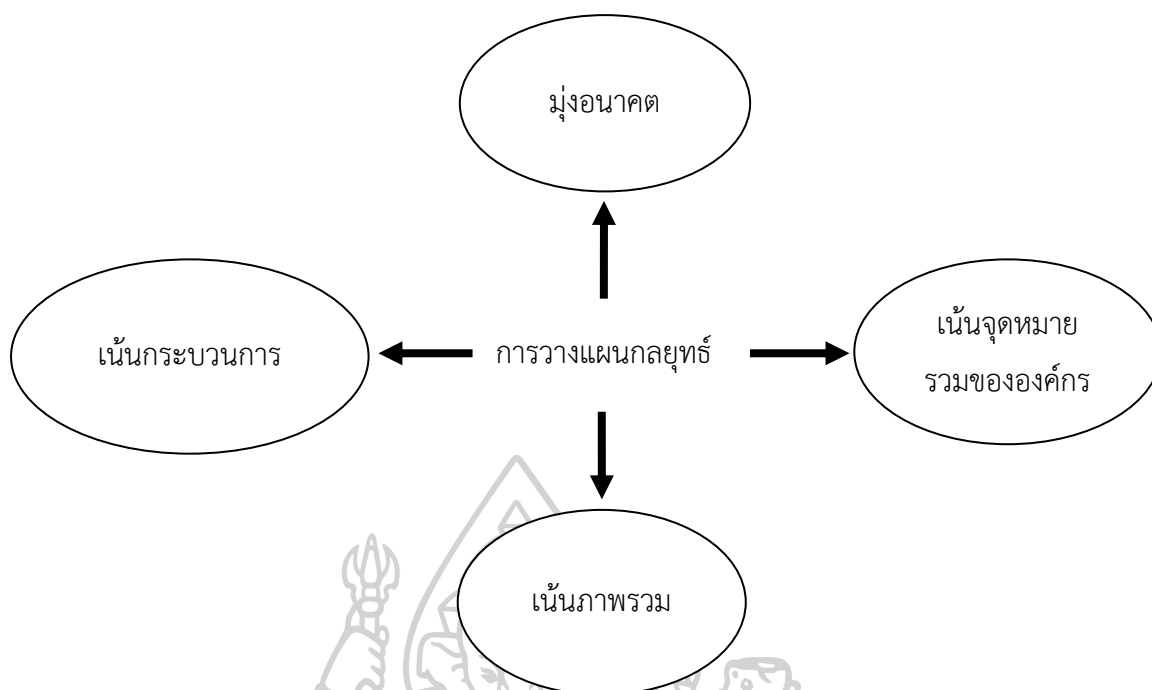 มุ่งอนาคต
เน้นกระบวนการ
การวางแผนกลยุทธ์
เน้นจุดหมาย
รวมขององค์กร
เน้นภาพรวม